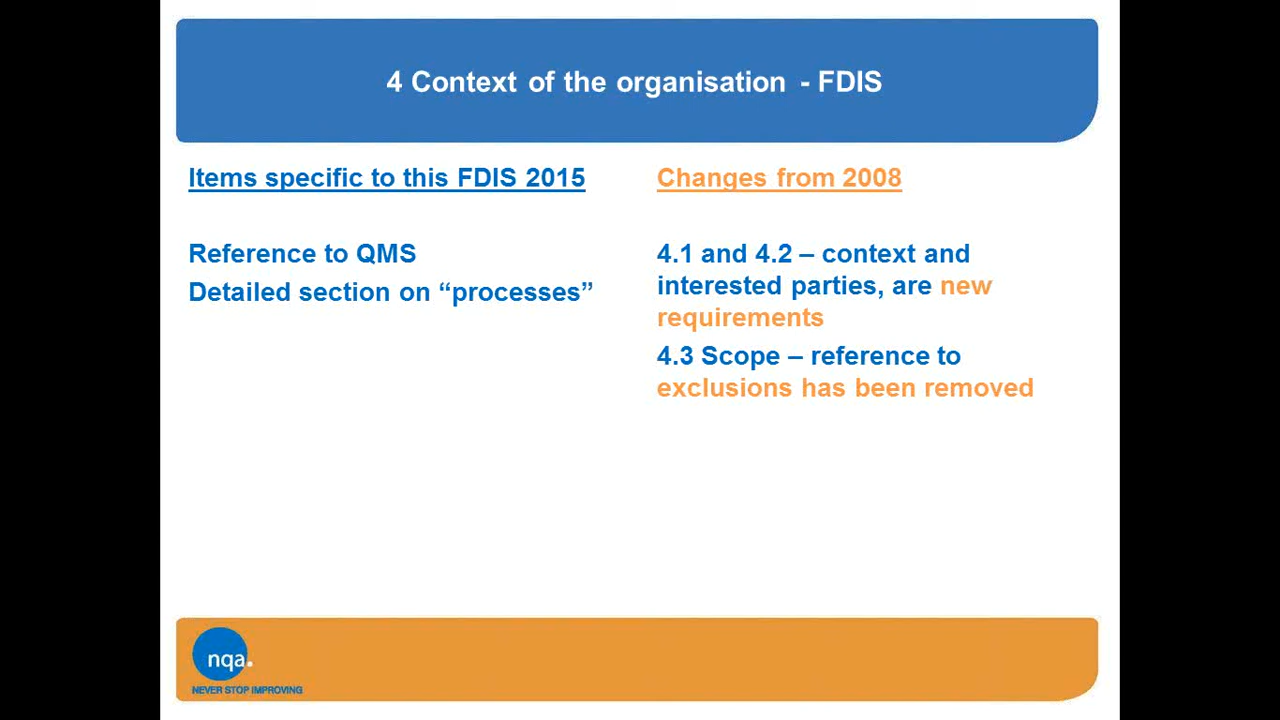 4 Context of the organisation - FDIS
Items specific to this FDIS 2015
Reference to QMS
Detailed section on “processes”
Changes from 2008
4.1 and 4.2 – context and
interested parties, are new
requirements
4.3 Scope – reference to
exclusions has been removed
nqa.
NEVER STOP IMPROVING